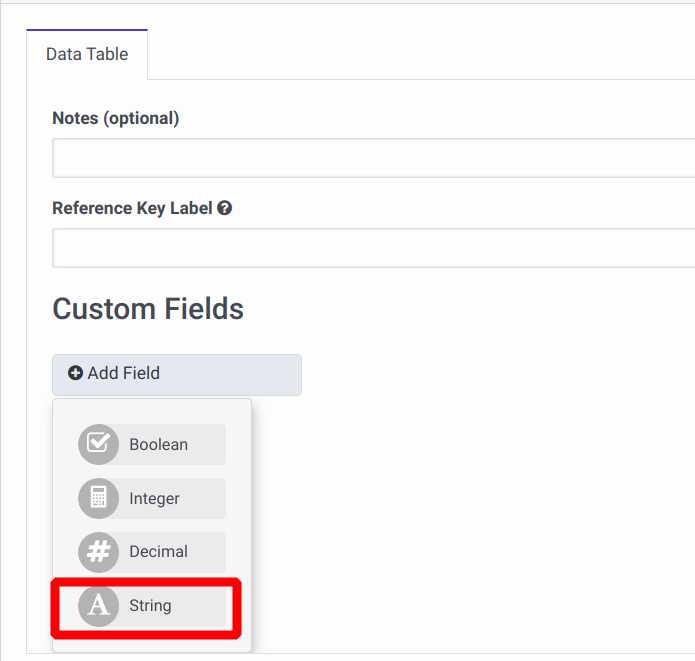 Data Table
Notes (optional)
Reference Key Label
Custom Fields
Add Field
Boolean
Integer
Decimal
String